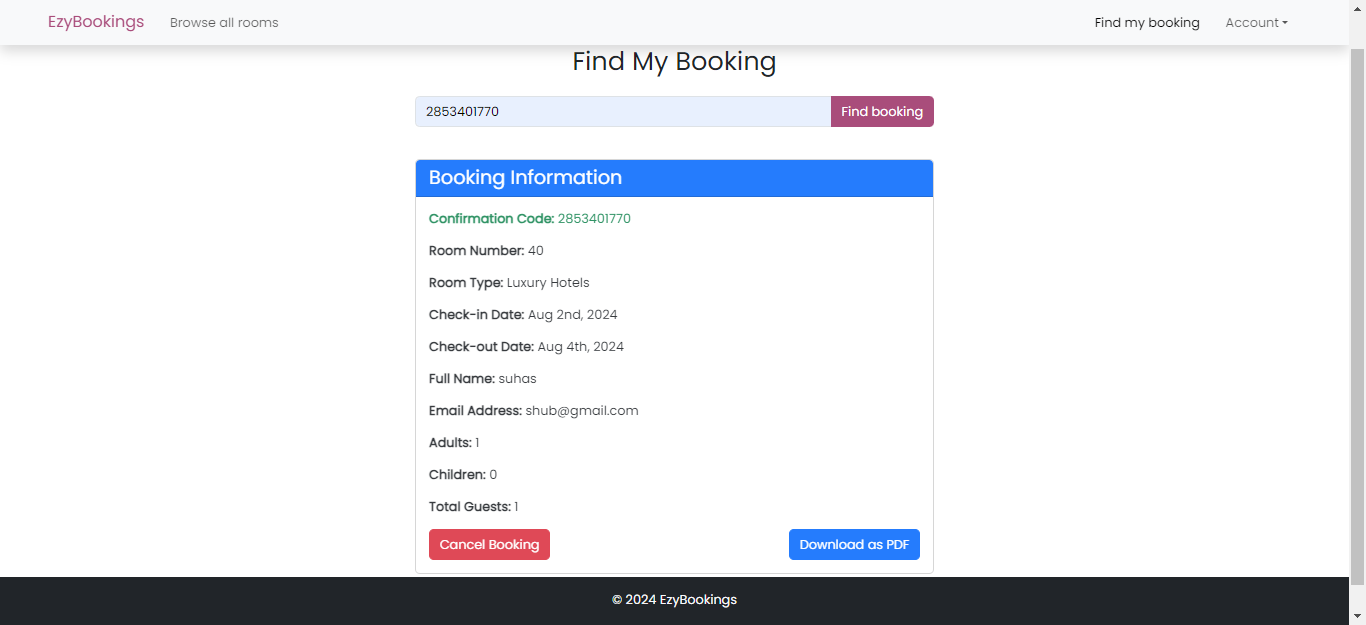 EzyBookings Browse all rooms Find my booking Account
Find My Booking
2853401770 Find booking
Booking Information
Confirmation Code: 2853401770
Room Number: 40
Room Type: Luxury Hotels
Check-in Date: Aug 2nd, 2024
Check-out Date: Aug 4th, 2024
Full Name: suhas
Email Address: shub@gmail.com
Adults: 1
Children: 0
Total Guests: 1
Cancel Booking Download as PDF
© 2024 EzyBookings